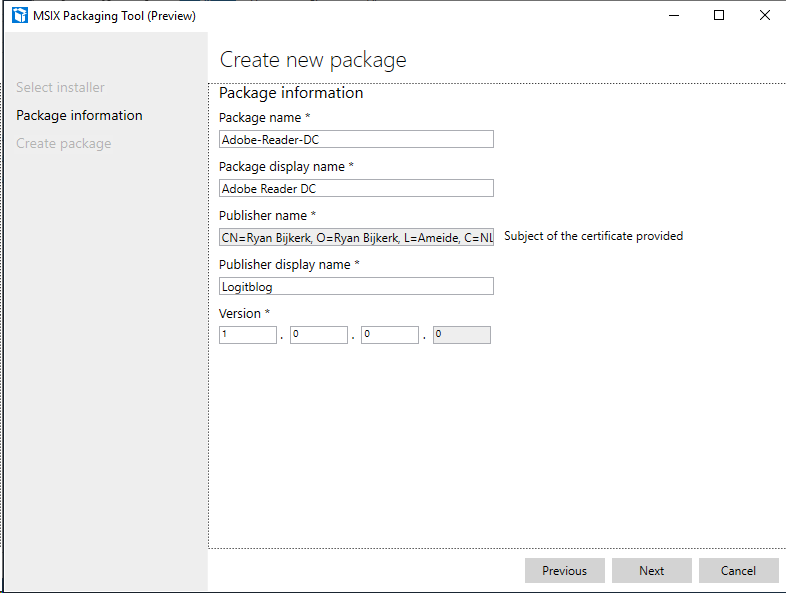 MSIX Packaging Tool (Preview)
Create new package
Select installer
Package information
Create package
Package information
Package name *
Adobe-Reader-DC
Package display name *
Adobe Reader DC
Publisher name *
CN=Ryan Bijkerk, O=Ryan Bijkerk, L=Ameide, C=NL
Subject of the certificate provided
Publisher display name *
Logitblog
Version *
1 . 0 . 0 . 0
Previous
Next
Cancel